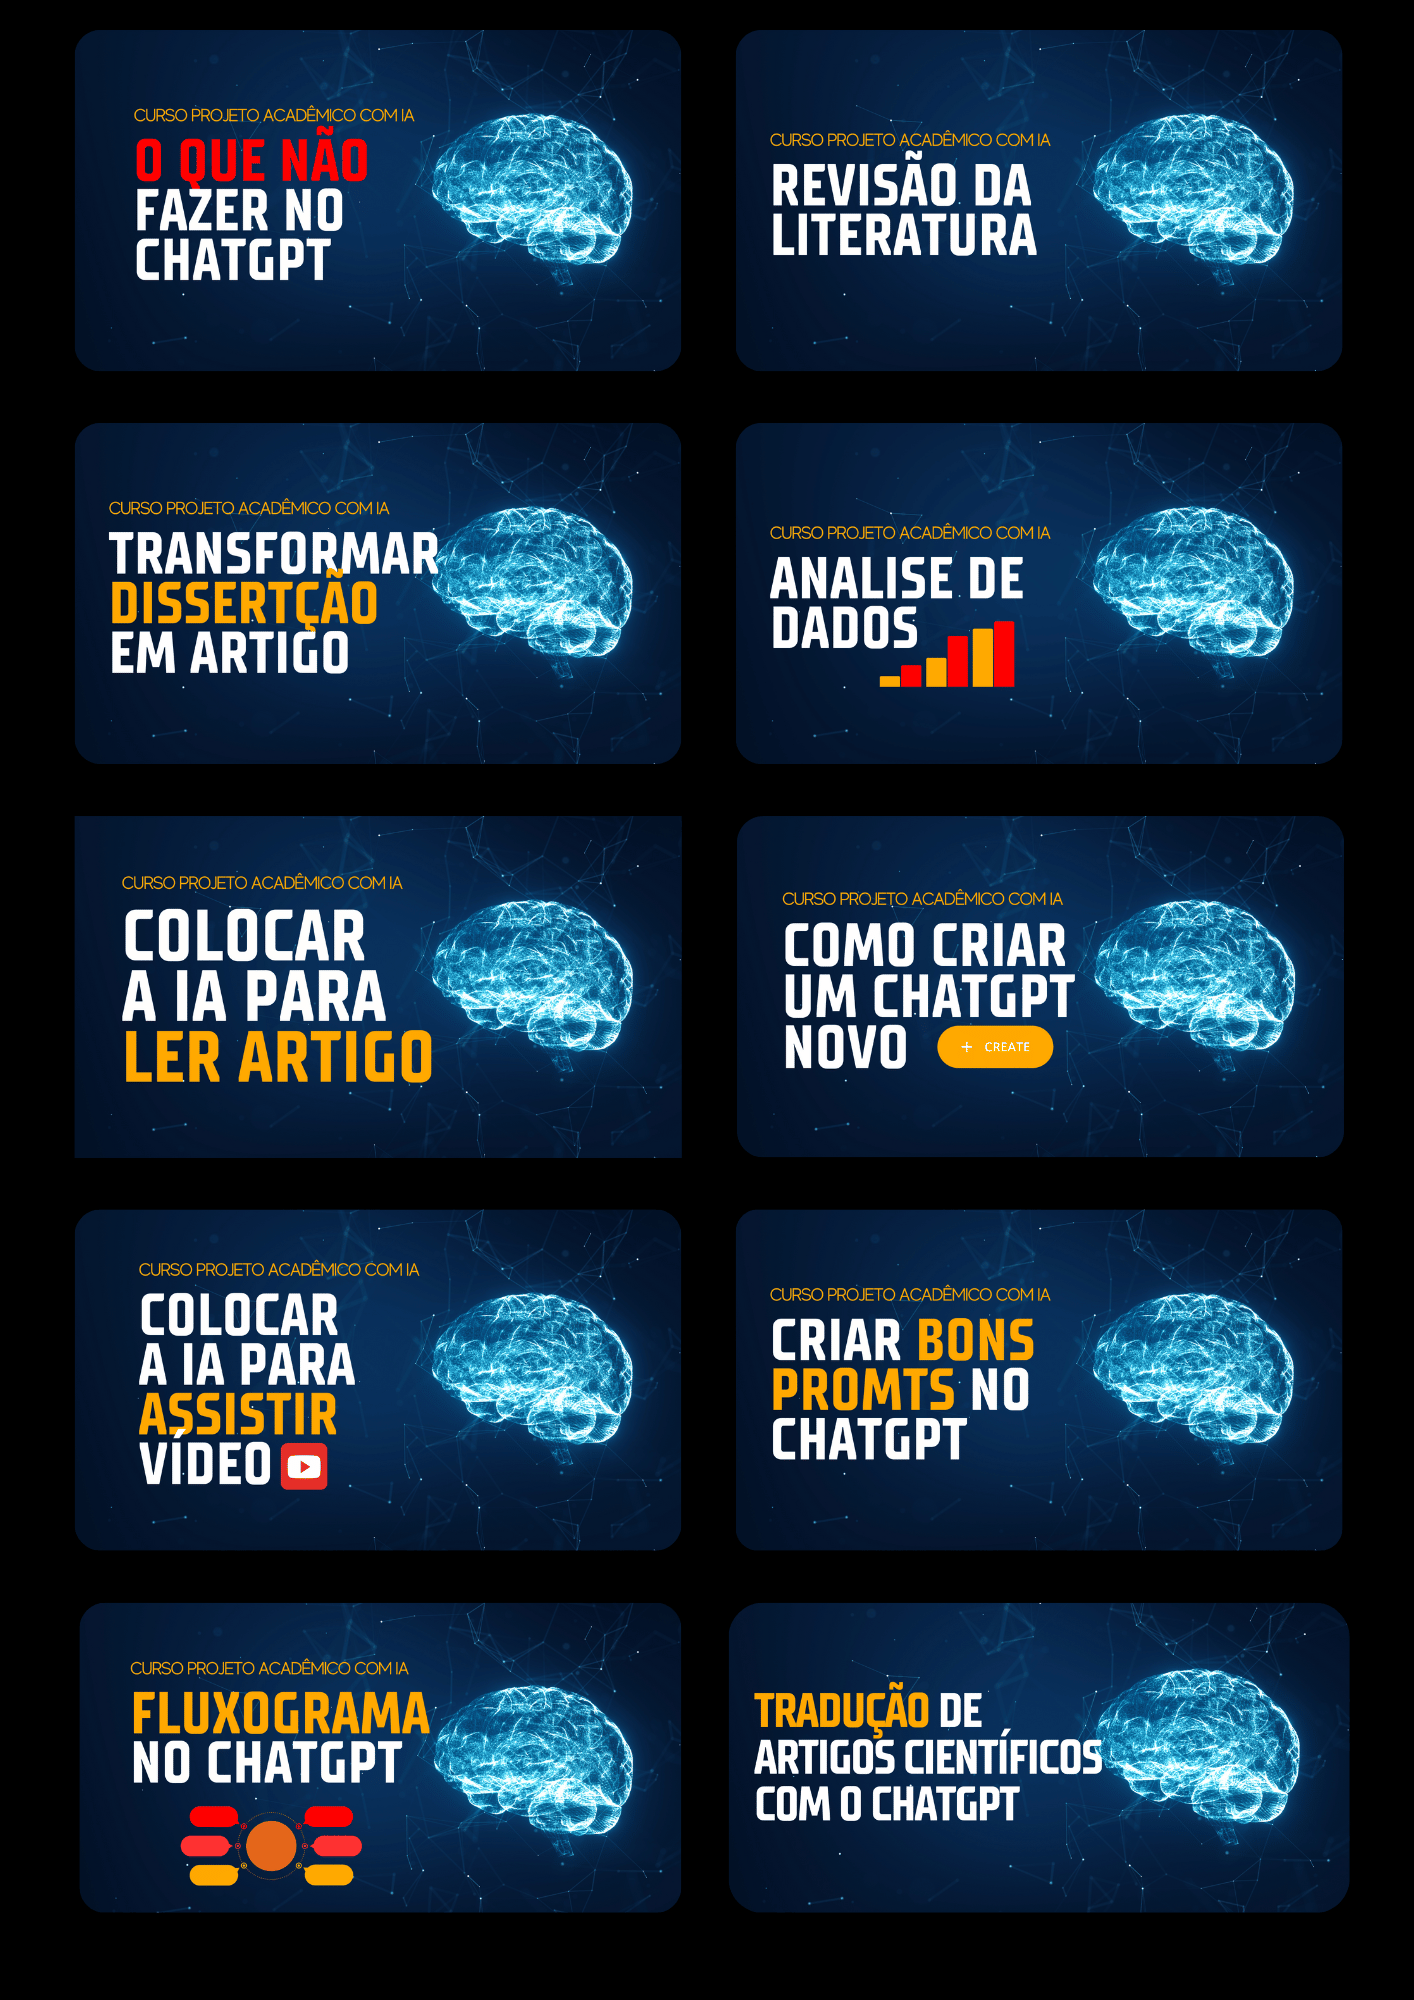 CURSO PROJETO ACADÊMICO COM IA
O QUE NÃO
FAZER NO
CHATGPT
CURSO PROJETO ACADÊMICO COM IA
REVISÃO DA
LITERATURA
CURSO PROJETO ACADÊMICO COM IA
TRANSFORMAR
DISSERTÇÃO
EM ARTIGO
CURSO PROJETO ACADÊMICO COM IA
ANALISE DE
DADOS
CURSO PROJETO ACADÊMICO COM IA
COLOCAR
A IA PARA
LER ARTIGO
CURSO PROJETO ACADÊMICO COM IA
COMO CRIAR
UM CHATGPT
NOVO
+ CREATE
CURSO PROJETO ACADÊMICO COM IA
COLOCAR
A IA PARA
ASSISTIR
VÍDEO
CURSO PROJETO ACADÊMICO COM IA
CRIAR BONS
PROMTS NO
CHATGPT
CURSO PROJETO ACADÊMICO COM IA
FLUXOGRAMA
NO CHATGPT
TRADUÇÃO DE
ARTIGOS CIENTÍFICOS
COM O CHATGPT